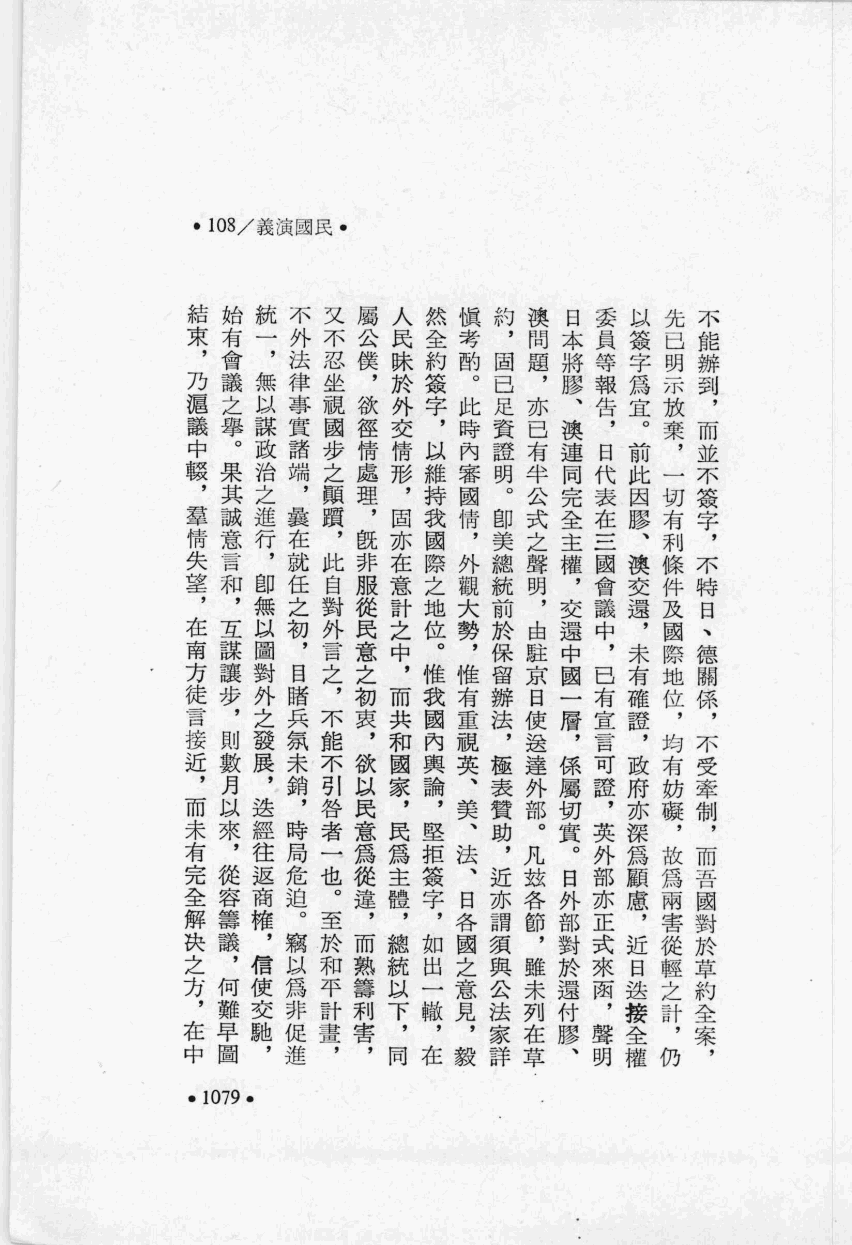 •108／義演國民•
不能辦到，而並不簽字，不特日、德關係，不受牽制，而吾國對於草約全案，
先已明示放棄，一切有利條件及國際地位，均有妨礙，故爲兩害從輕之計，仍
以簽字爲宜。前此因膠、澳交還，未有確證，政府亦深爲顧慮，近日迭接全權
委員等報告，日代表在三國會議中，已有宣言可證，英外部亦正式來函，聲明
日本將膠、澳連同完全主權，交還中國一層，係屬切實。日外部對於還付膠、
澳問題，亦已有半公式之聲明，由駐京日使送達外部。凡玆各節，雖未列在草
約，固已足資證明。卽美總統前於保留辦法，極表贊助，近亦謂須與公法家詳
愼考酌。此時內審國情，外觀大勢，惟有重視英、美、法、日各國之意見，毅
然全約簽字，以維持我國際之地位。惟我國內輿論，堅拒簽字，如出一轍，在
人民昧於外交情形，固亦在意計之中，而共和國家，民爲主體，總統以下，同
屬公僕，欲徑情處理，旣非服從民意之初衷，欲以民意爲從違，而熟籌利害，
又不忍坐視國步之顚躓，此自對外言之，不能不引咎者一也。至於和平計畫，
不外法律事實諸端，曩在就任之初，目睹兵氛未銷，時局危迫。竊以爲非促進
統一，無以謀政治之進行，卽無以圖對外之發展，迭經往返商榷，信使交馳，
始有會議之舉。果其誠意言和，互謀讓步，則數月以來，從容籌議，何難早圖
結束，乃滬議中輟，羣情失望，在南方徒言接近，而未有完全解決之方，在中
•1079•